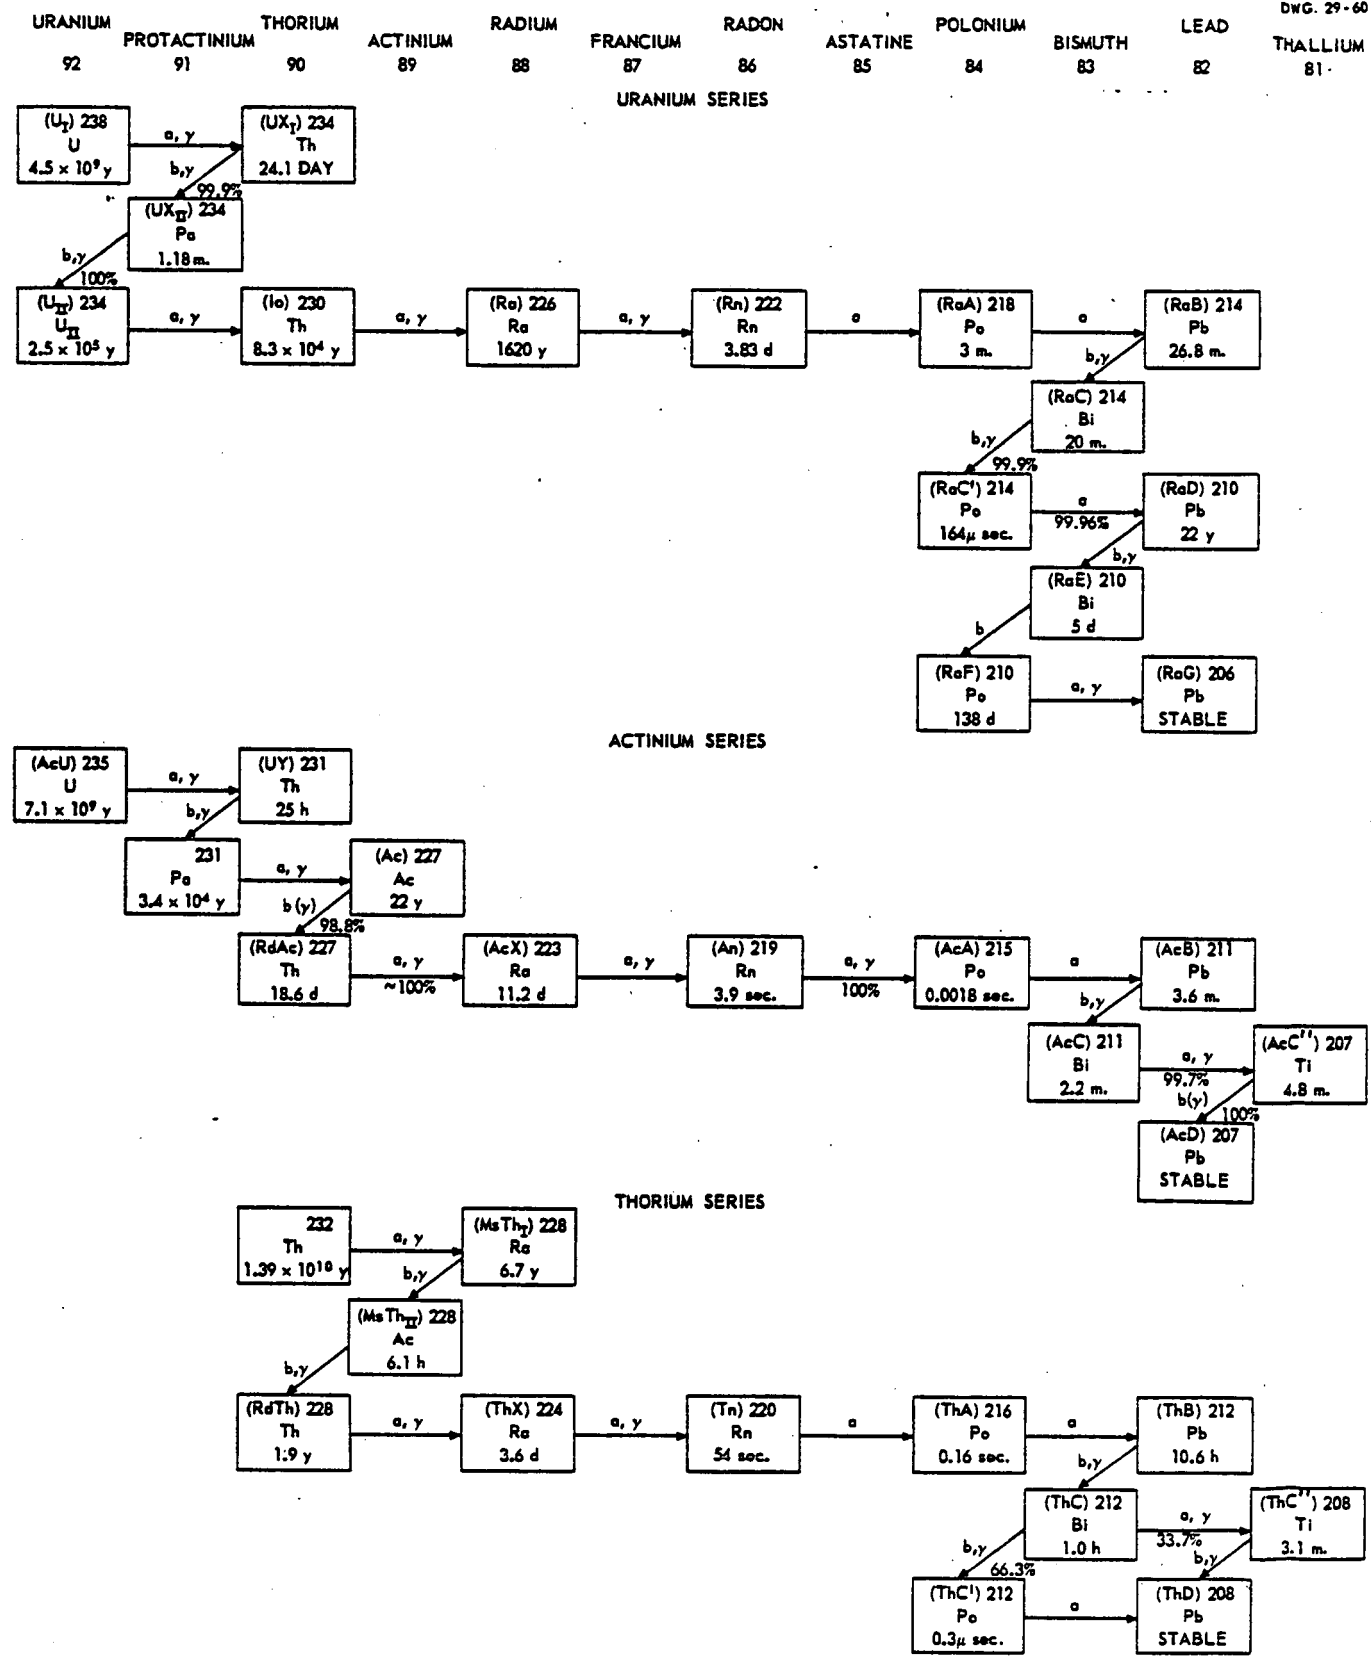 DWG. 29-60
URANIUM
92
PROTACTINIUM
91
THORIUM
90
ACTINIUM
89
RADIUM
88
FRANCIUM
87
RADON
86
ASTATINE
85
POLONIUM
84
BISMUTH
83
LEAD
82
THALLIUM
81
URANIUM SERIES
(U_I) 238
U
4.5 × 10⁹ y
a, γ
(UX_I) 234
Th
24.1 DAY
b,γ
99.9%
(UX_II) 234
Pa
1.18 m.
b,γ
100%
(U_II) 234
U_II
2.5 × 10⁵ y
a, γ
(Io) 230
Th
8.3 × 10⁴ y
a, γ
(Ra) 226
Ra
1620 y
a, γ
(Rn) 222
Rn
3.83 d
a
(RaA) 218
Po
3 m.
a
(RaB) 214
Pb
26.8 m.
b,γ
(RaC) 214
Bi
20 m.
b,γ
99.9%
(RaC') 214
Po
164μ sec.
a
99.96%
(RaD) 210
Pb
22 y
b,γ
(RaE) 210
Bi
5 d
b
(RaF) 210
Po
138 d
a, γ
(RaG) 206
Pb
STABLE
ACTINIUM SERIES
(AcU) 235
U
7.1 × 10⁹ y
a, γ
(UY) 231
Th
25 h
b,γ
231
Pa
3.4 × 10⁴ y
a, γ
(Ac) 227
Ac
22 y
b(γ)
98.8%
(RdAc) 227
Th
18.6 d
a, γ
~100%
(AcX) 223
Ra
11.2 d
a, γ
(An) 219
Rn
3.9 sec.
a, γ
100%
(AcA) 215
Po
0.0018 sec.
a
(AcB) 211
Pb
3.6 m.
b,γ
(AcC) 211
Bi
2.2 m.
a, γ
99.7%
(AcC'') 207
Ti
4.8 m.
b(γ)
100%
(AcD) 207
Pb
STABLE
THORIUM SERIES
232
Th
1.39 × 10¹⁰ y
a, γ
(MsTh_I) 228
Ra
6.7 y
b,γ
(MsTh_II) 228
Ac
6.1 h
b,γ
(RdTh) 228
Th
1.9 y
a, γ
(ThX) 224
Ra
3.6 d
a, γ
(Tn) 220
Rn
54 sec.
a
(ThA) 216
Po
0.16 sec.
a
(ThB) 212
Pb
10.6 h
b,γ
(ThC) 212
Bi
1.0 h
a, γ
33.7%
(ThC'') 208
Ti
3.1 m.
b,γ
66.3%
b,γ
(ThC') 212
Po
0.3μ sec.
a
(ThD) 208
Pb
STABLE